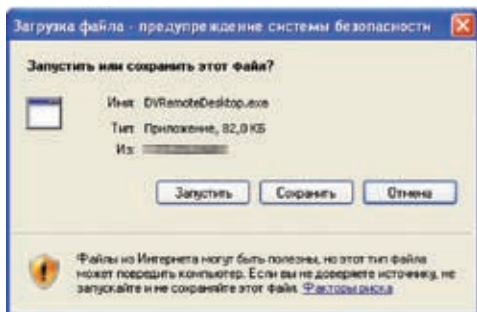 Загрузка файла - предупреждение системы безопасности
Запустить или сохранить этот файл?
Имя: DVRemoteDesktop.exe
Тип: Приложение, 82,0 КБ
Из:
Запустить Сохранить Отмена
Файлы из Интернета могут быть полезны, но этот тип файла
может повредить компьютер. Если вы не доверяете источнику, не
запускайте и не сохраняйте этот файл. Факторы риска